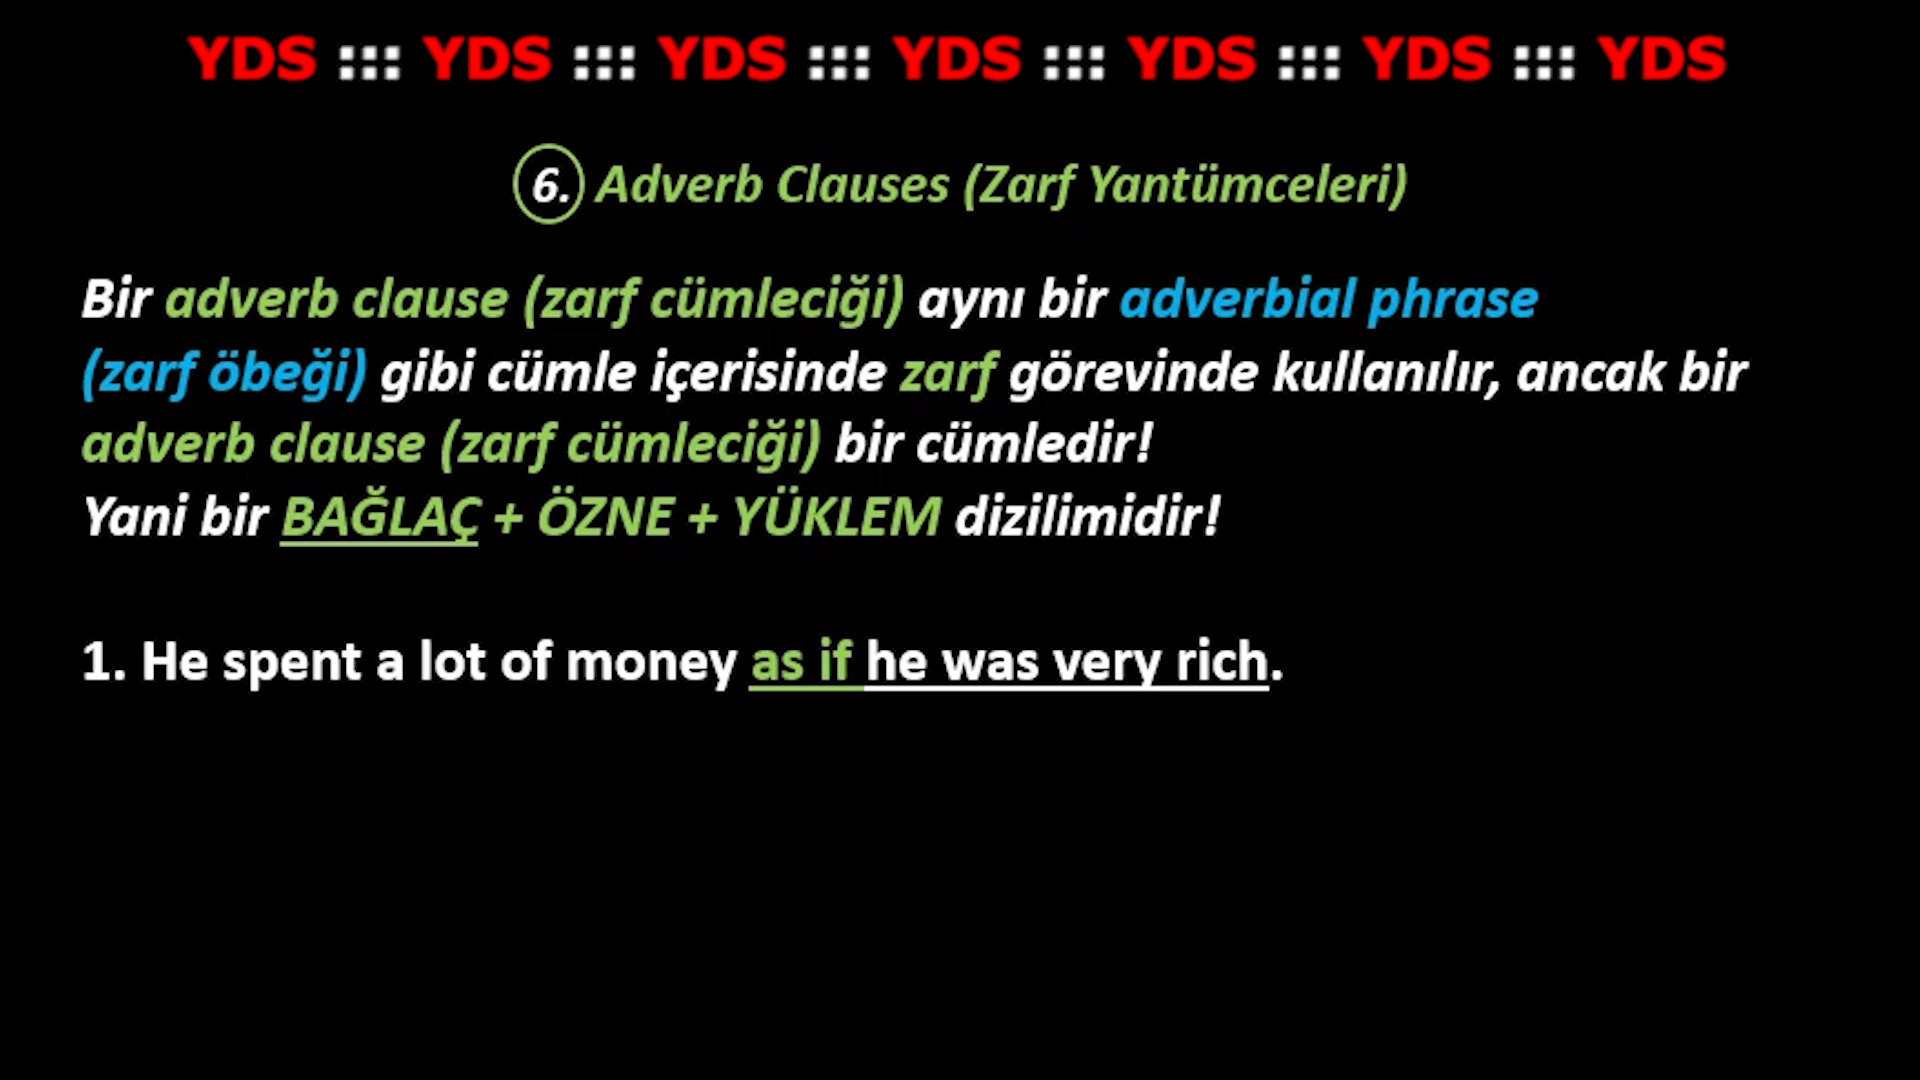 YDS ::: YDS ::: YDS ::: YDS ::: YDS ::: YDS ::: YDS
6. Adverb Clauses (Zarf Yantümceleri)
Bir adverb clause (zarf cümleciği) aynı bir adverbial phrase
(zarf öbeği) gibi cümle içerisinde zarf görevinde kullanılır, ancak bir
adverb clause (zarf cümleciği) bir cümledir!
Yani bir BAĞLAÇ + ÖZNE + YÜKLEM dizilimidir!
1. He spent a lot of money as if he was very rich.